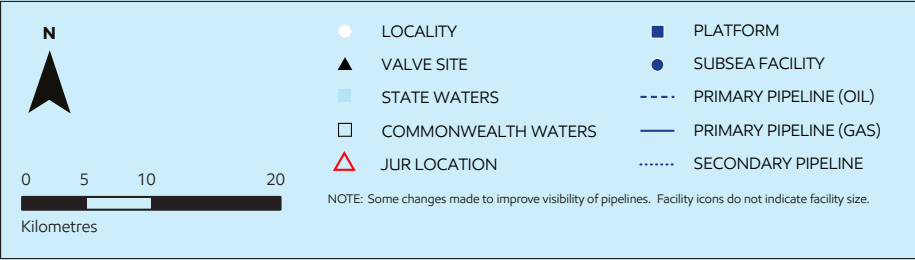 N
LOCALITY
VALVE SITE
STATE WATERS
COMMONWEALTH WATERS
JUR LOCATION
PLATFORM
SUBSEA FACILITY
PRIMARY PIPELINE (OIL)
PRIMARY PIPELINE (GAS)
SECONDARY PIPELINE
0 5 10 20
Kilometres
NOTE: Some changes made to improve visibility of pipelines. Facility icons do not indicate facility size.